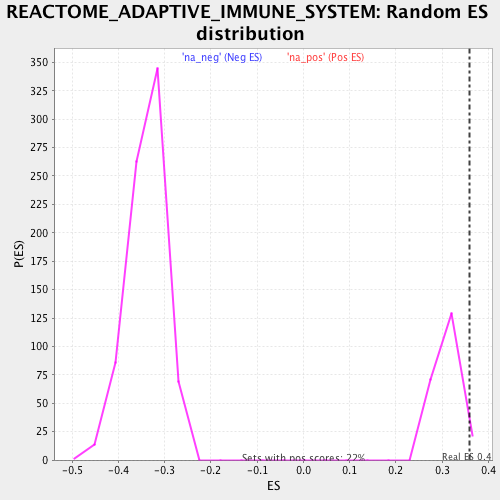 REACTOME_ADAPTIVE_IMMUNE_SYSTEM: Random ES
distribution
'na_neg' (Neg ES) 'na_pos' (Pos ES)
350
325
300
275
250
225
200
175
150
125
100
75
50
25
0
P(ES)
Sets with pos scores: 22%
Real ES 0.4
-0.5 -0.4 -0.3 -0.2 -0.1 0.0 0.1 0.2 0.3 0.4
ES